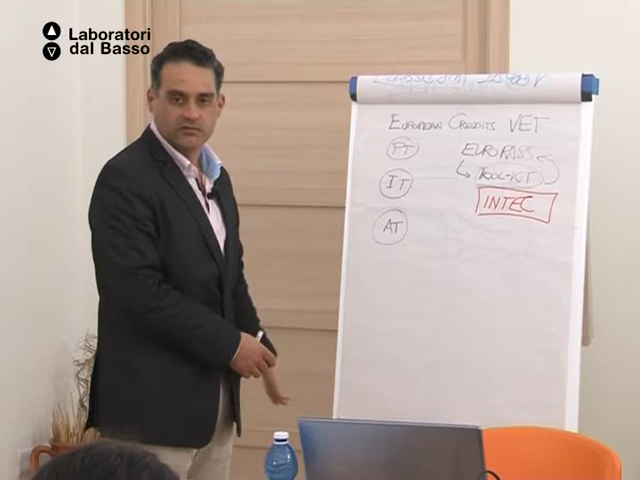 Laboratori
dal Basso
EUROPEAN CREDITS VET
PT
EUROPASS
IT
TOOL-KIT
INTEC
AT